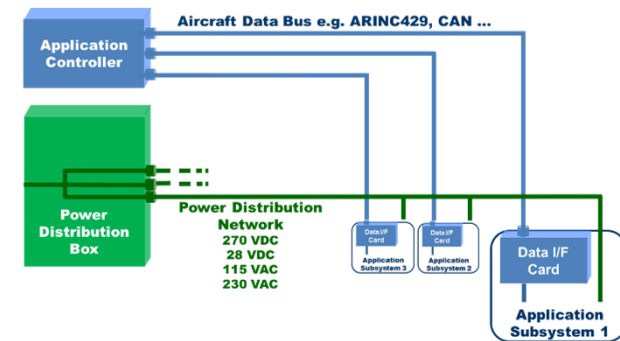 Aircraft Data Bus e.g. ARINC429, CAN ...
Application
Controller
Power
Distribution
Box
Power Distribution
Network
270 VDC
28 VDC
115 VAC
230 VAC
Data I/F
Card
Application
Subsystem 3
Data I/F
Card
Application
Subsystem 2
Data I/F
Card
Application
Subsystem 1